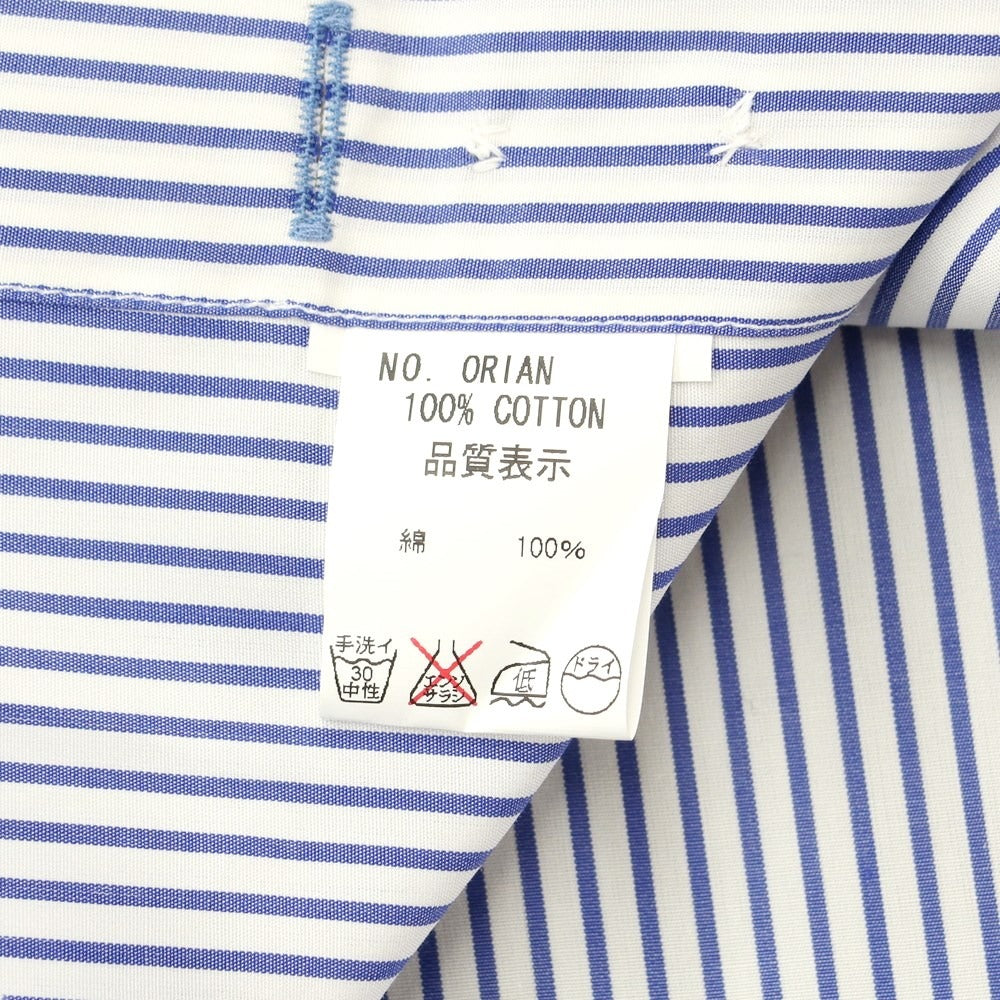 NO. ORIAN
100% COTTON
品質表示
綿 100%
手洗イ
30
中性
エンソ
サラシ
低
ドライ